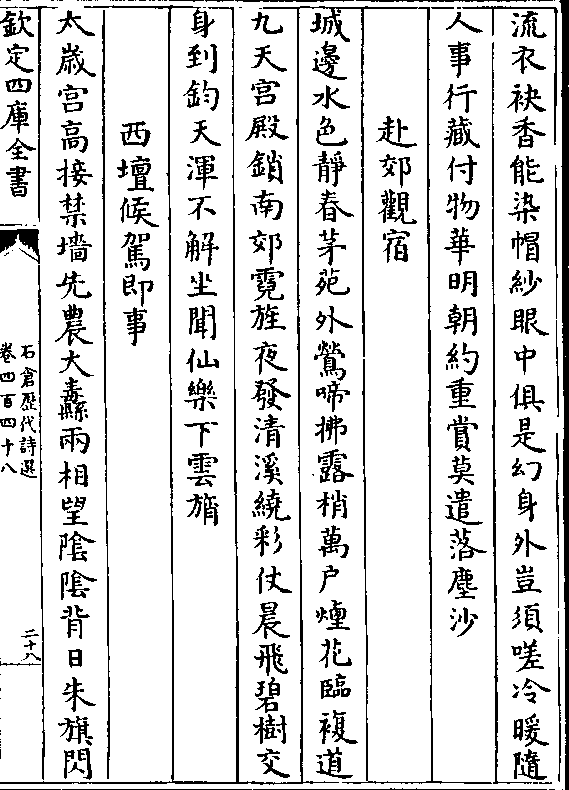 流衣袂香能染帽紗眼中俱是幻身外豈須嗟冷暖隨
人事行藏付物華明朝約重賞莫遣落塵沙
赴郊觀宿
城邊水色靜春茅苑外鶯啼拂露梢萬户煙花臨複道
九天宫殿鎖南郊霓旌夜發清溪繞彩仗晨飛碧樹交
身到鈞天渾不解坐聞仙樂下雲旓
西壇候駕即事
太歳宫高接禁墻先農大纛兩相望隂隂背日朱旗閃
欽定四庫全書
石倉歷代詩選
卷四百四十八
二十八